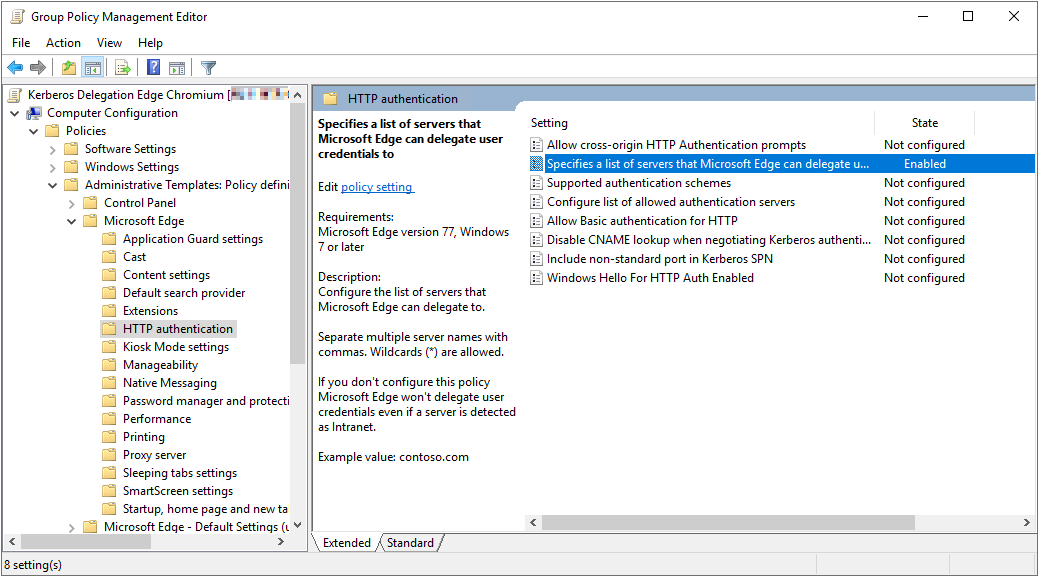 Group Policy Management Editor
File Action View Help
Kerberos Delegation Edge Chromium [
Computer Configuration
Policies
Software Settings
Windows Settings
Administrative Templates: Policy defini
Control Panel
Microsoft Edge
Application Guard settings
Cast
Content settings
Default search provider
Extensions
HTTP authentication
Kiosk Mode settings
Manageability
Native Messaging
Password manager and protecti
Performance
Printing
Proxy server
Sleeping tabs settings
SmartScreen settings
Startup, home page and new ta
Microsoft Edge - Default Settings (u
HTTP authentication
Specifies a list of servers that
Microsoft Edge can delegate user
credentials to
Edit policy setting
Requirements:
Microsoft Edge version 77, Windows
7 or later
Description:
Configure the list of servers that
Microsoft Edge can delegate to.
Separate multiple server names with
commas. Wildcards (*) are allowed.
If you don't configure this policy
Microsoft Edge won't delegate user
credentials even if a server is detected
as Intranet.
Example value: contoso.com
Setting State
Allow cross-origin HTTP Authentication prompts Not configured
Specifies a list of servers that Microsoft Edge can delegate u... Enabled
Supported authentication schemes Not configured
Configure list of allowed authentication servers Not configured
Allow Basic authentication for HTTP Not configured
Disable CNAME lookup when negotiating Kerberos authenti... Not configured
Include non-standard port in Kerberos SPN Not configured
Windows Hello For HTTP Auth Enabled Not configured
Extended Standard
8 setting(s)